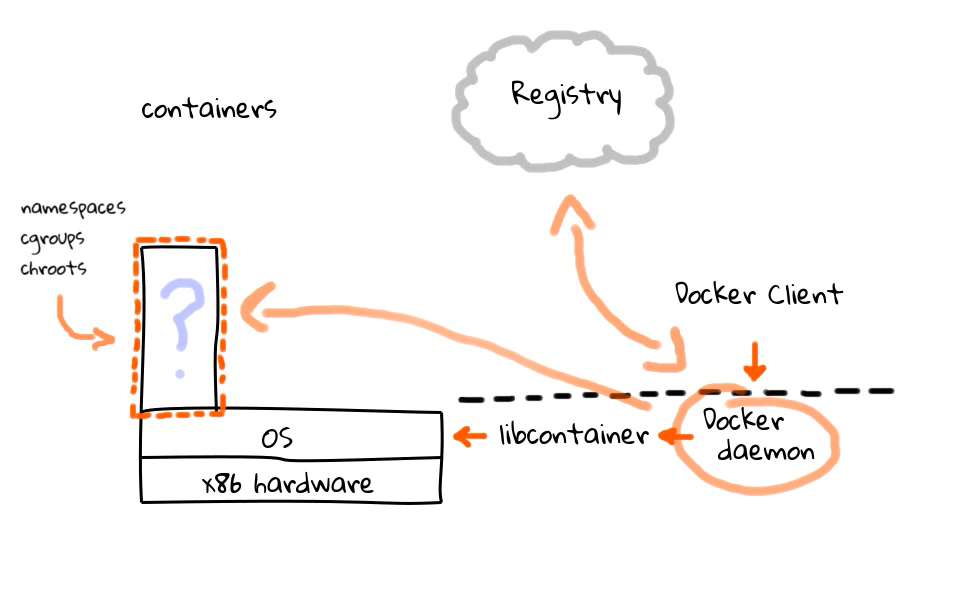 containers
Registry
namespaces
cgroups
chroots
?
Docker Client
Docker
daemon
libcontainer
OS
x86 hardware